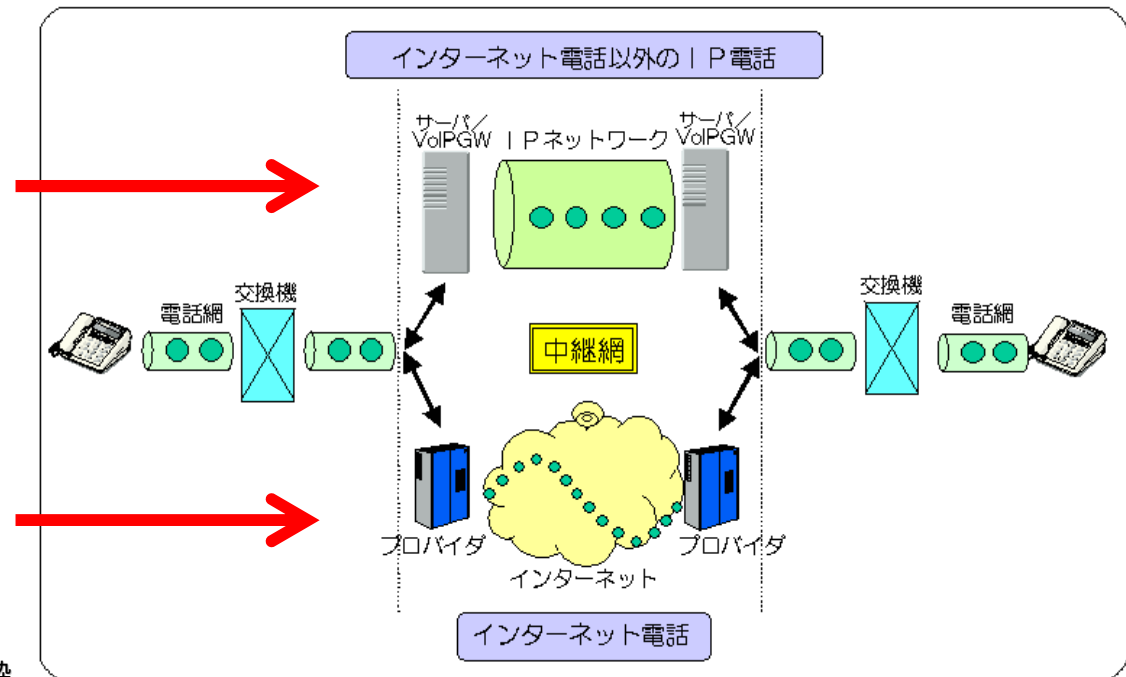 インターネット電話以外のIP電話
サーバ/
VoIPGW
IPネットワーク
サーバ/
VoIPGW
電話網
交換機
中継網
交換機
電話網
プロバイダ
プロバイダ
インターネット
インターネット電話